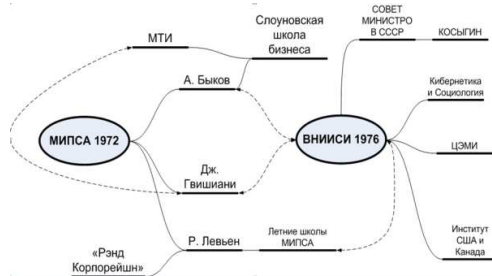 СОВЕТ
МИНИСТРО
В СССР
КОСЫГИН
Слоуновская
школа
бизнеса
МТИ
А. Быков
Кибернетика
и Социология
МИПСА 1972
ВНИИСИ 1976
ЦЭМИ
Дж.
Гвишиани
Р. Левьен
Летние школы
МИПСА
Институт
США и
Канада
«Рэнд
Корпорейшн»